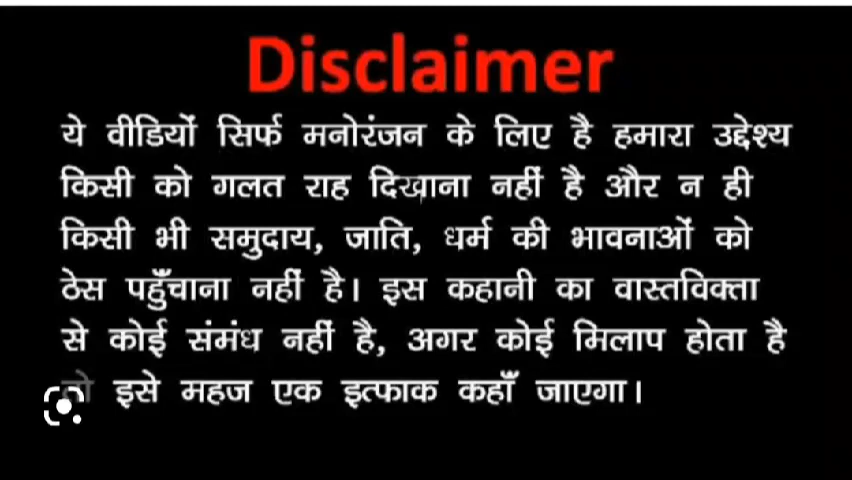 Disclaimer
ये वीडियों सिर्फ मनोरंजन के लिए है हमारा उद्देश्य
किसी को गलत राह दिखाना नहीं है और न ही
किसी भी समुदाय, जाति, धर्म की भावनाओं को
ठेस पहुँचाना नहीं है। इस कहानी का वास्तविक्ता
से कोई संमंध नहीं है, अगर कोई मिलाप होता है
तो इसे महज एक इत्फाक कहाँ जाएगा।